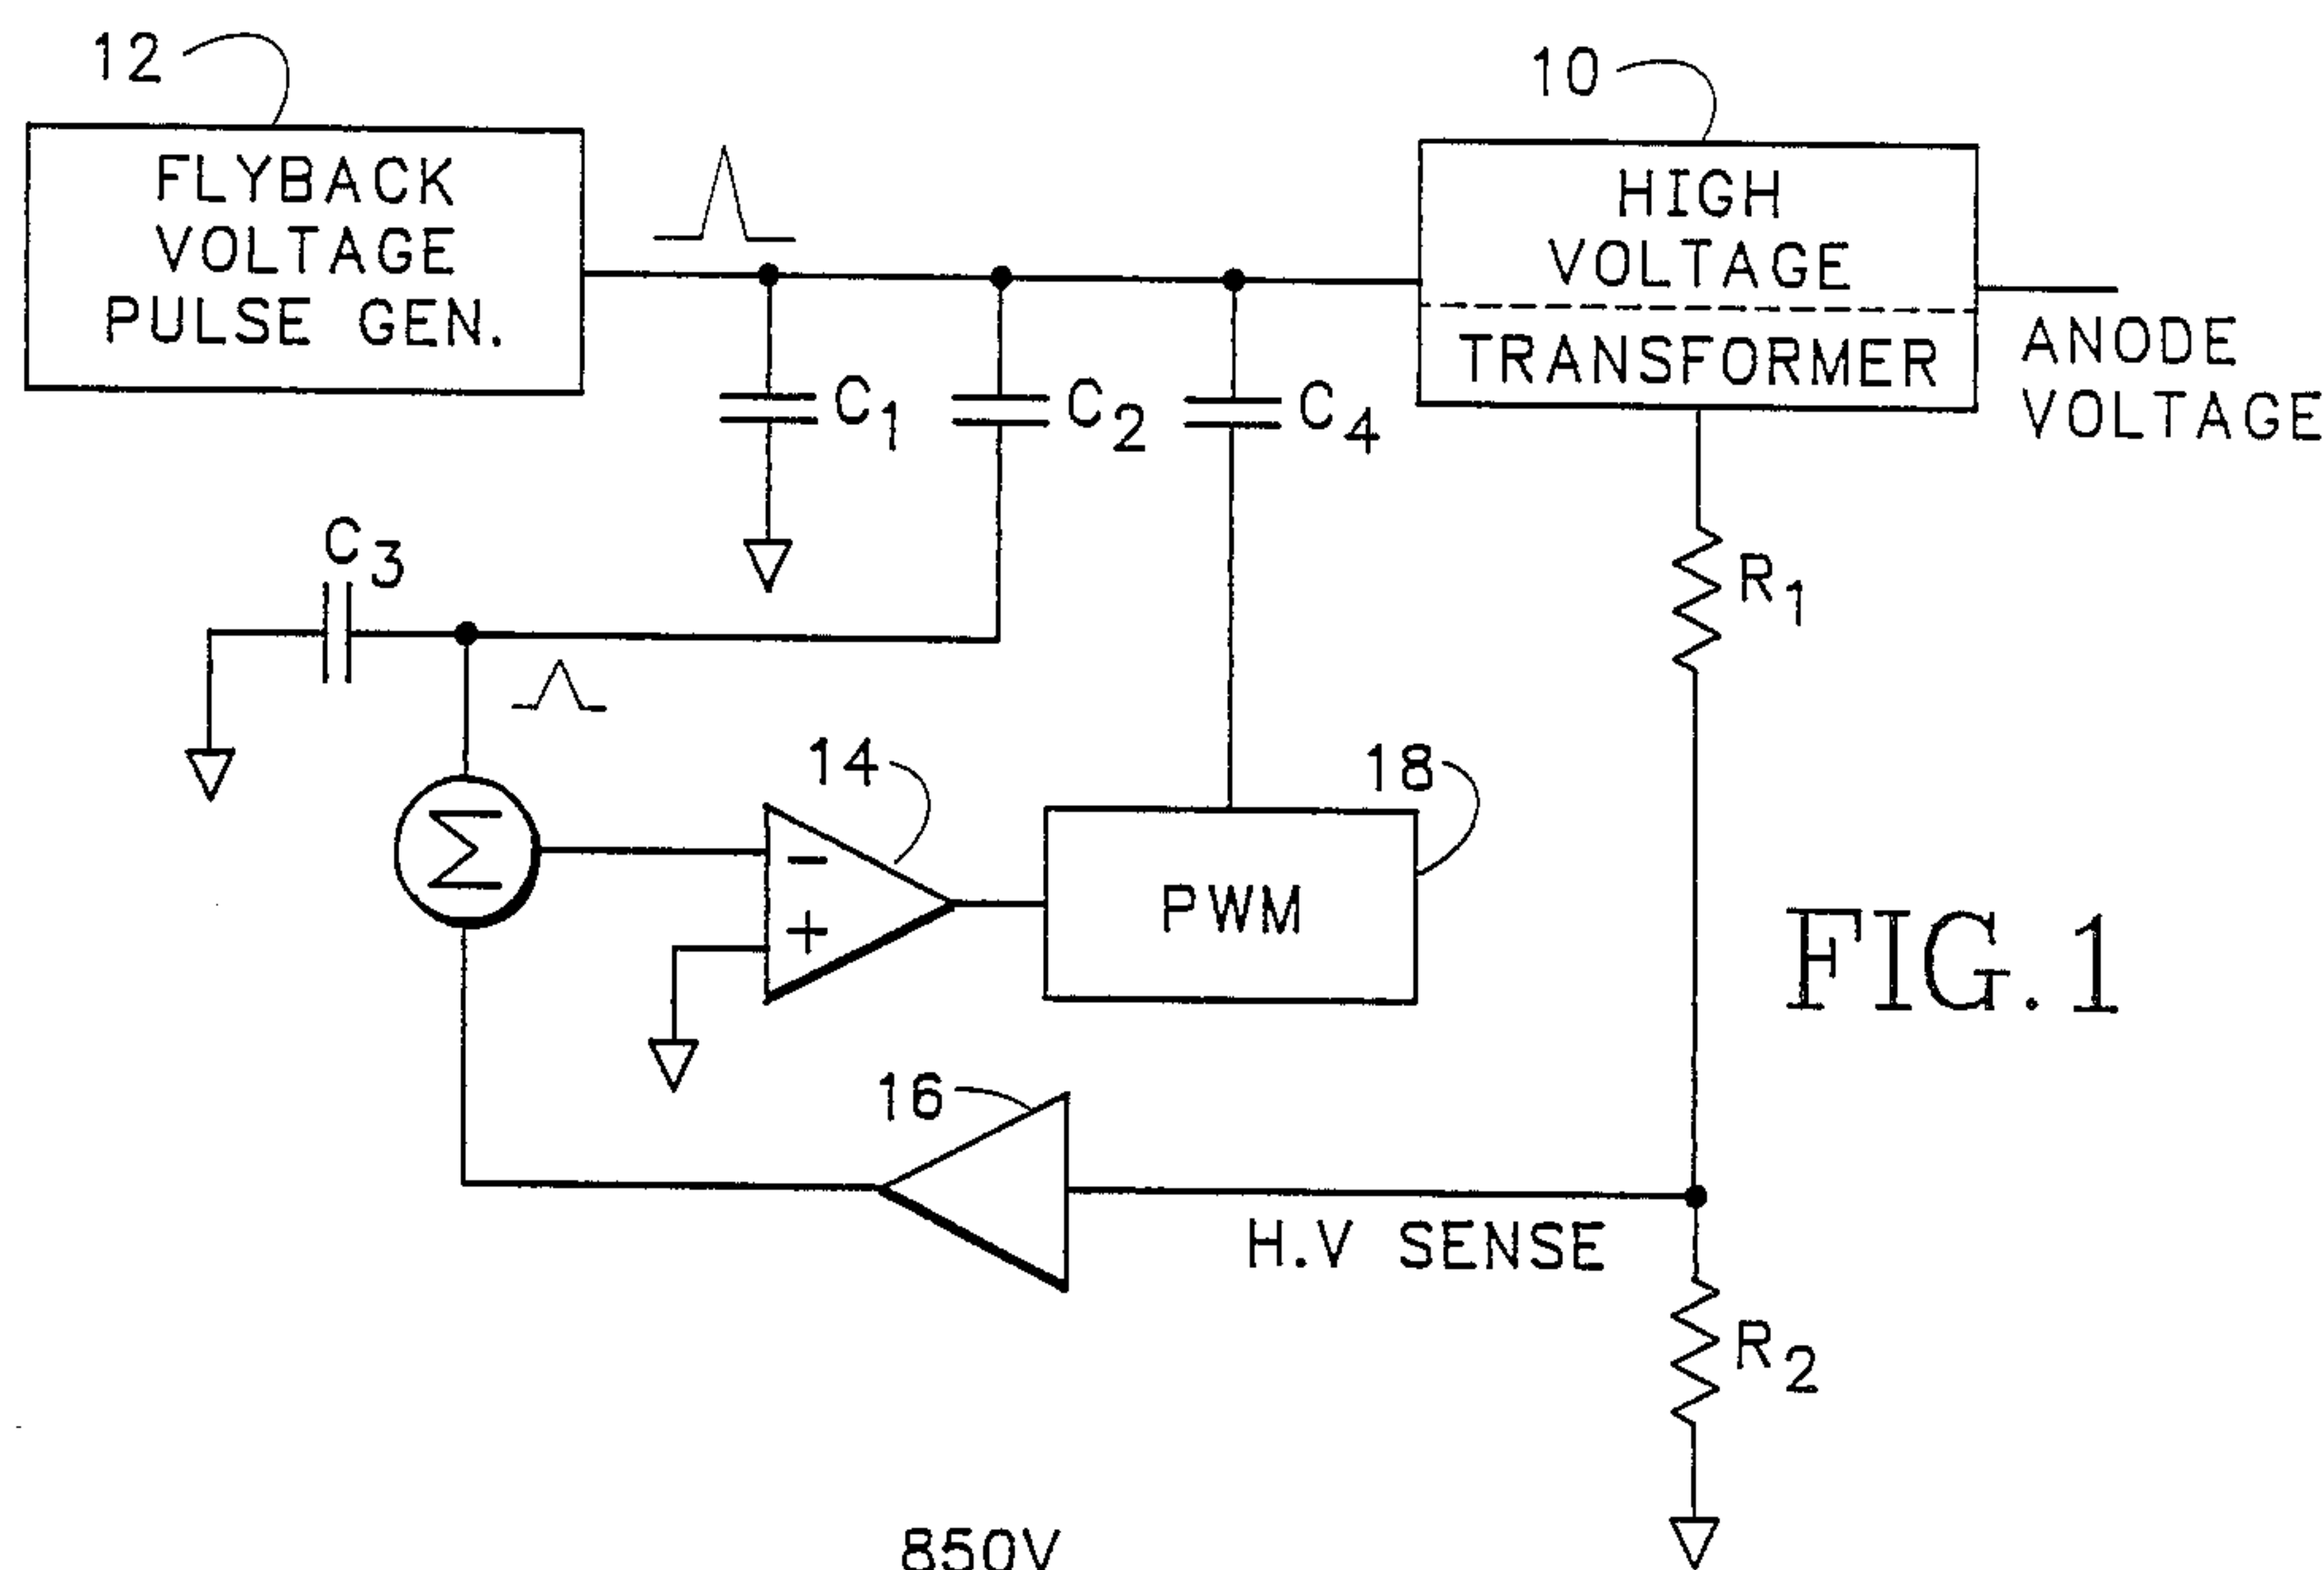 12
10
FLYBACK
VOLTAGE
PULSE GEN.
HIGH
VOLTAGE
TRANSFORMER
ANODE
VOLTAGE
C1
C2
C4
C3
R1
14
18
Σ
-
+
PWM
FIG.1
16
H.V SENSE
R2
850V